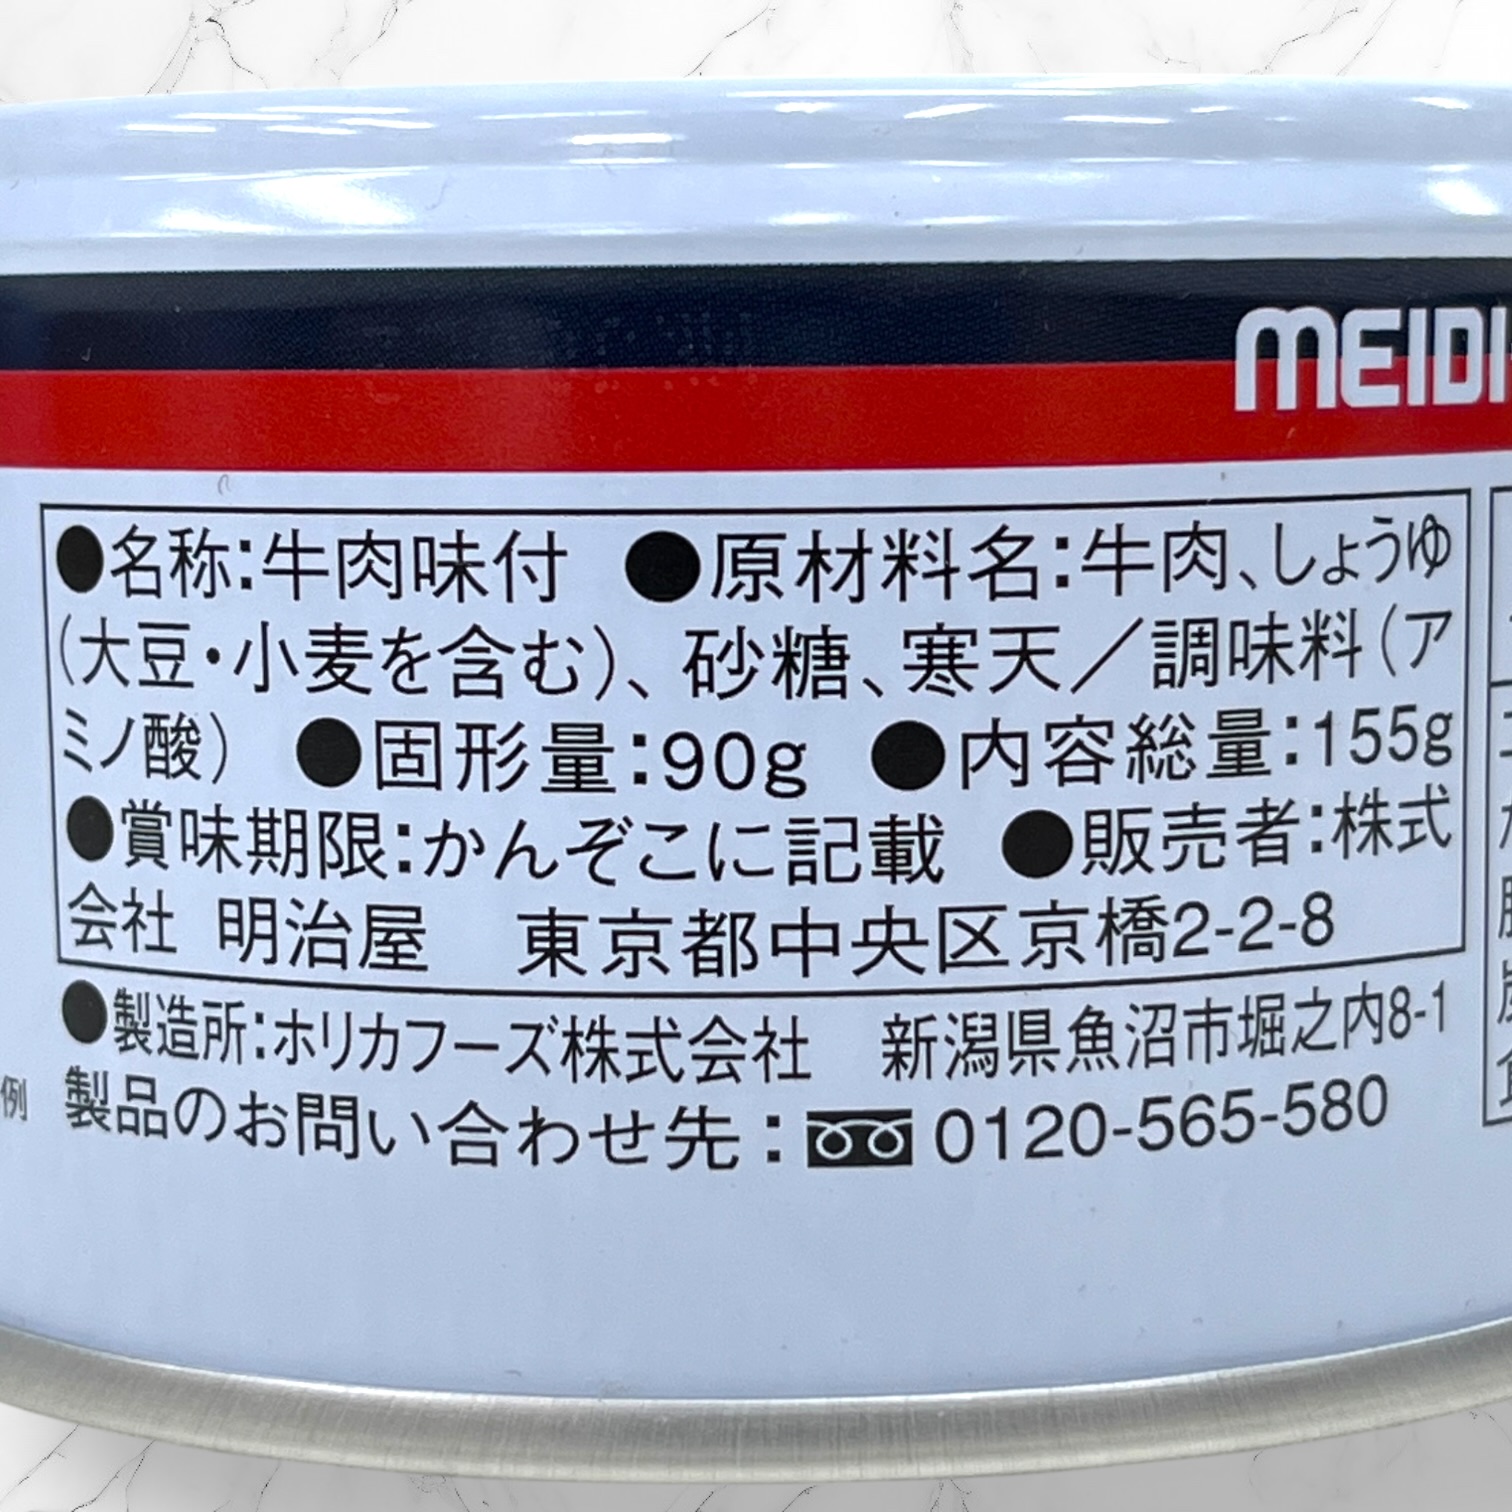 MEIDI
●名称:牛肉味付 ●原材料名:牛肉、しょうゆ
(大豆・小麦を含む)、砂糖、寒天/調味料(ア
ミノ酸) ●固形量:90g ●内容総量:155g
●賞味期限:かんぞこに記載 ●販売者:株式
会社 明治屋 東京都中央区京橋2-2-8
●製造所:ホリカフーズ株式会社 新潟県魚沼市堀之内8-1
例
製品のお問い合わせ先:0120-565-580